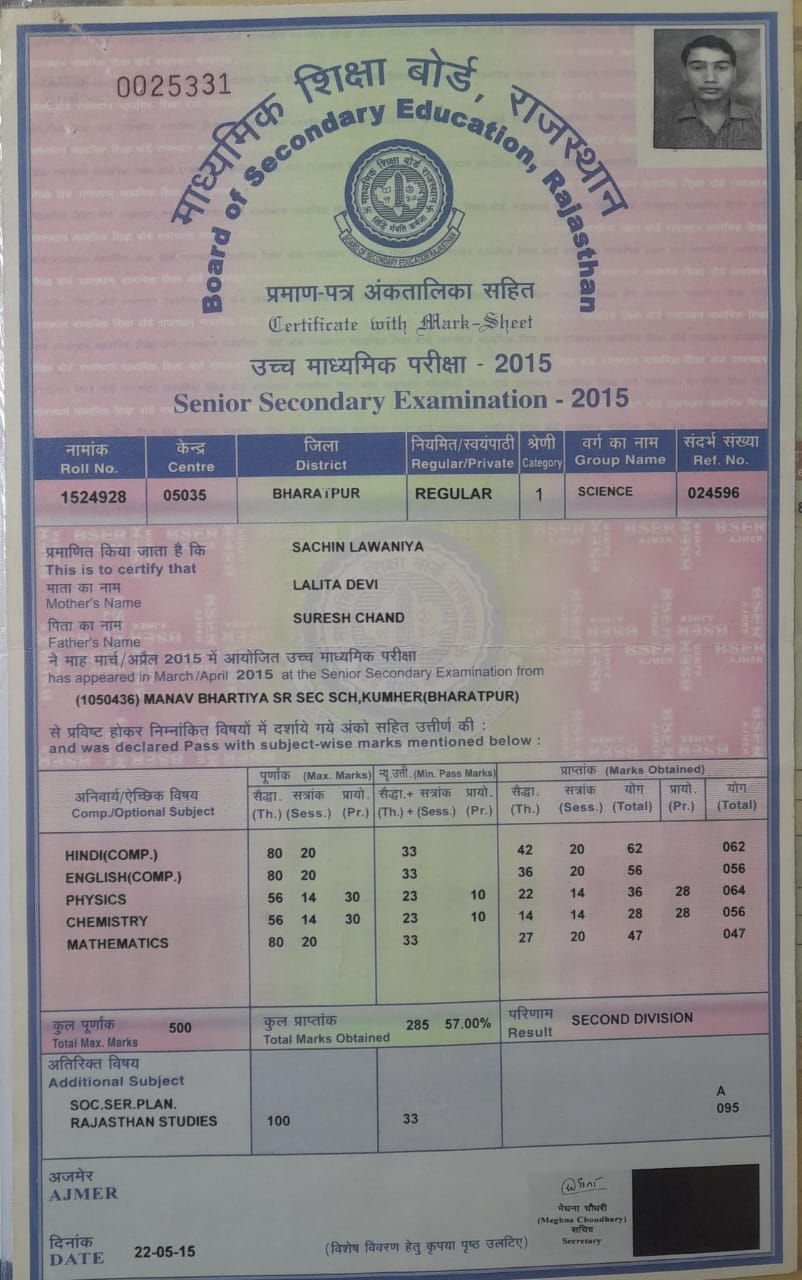 0025331
माध्यमिक शिक्षा बोर्ड, राजस्थान
Board of Secondary Education, Rajasthan
माध्यमिक शिक्षा बोर्ड राजस्थान
BOARD OF SECONDARY EDUCATION RAJASTHAN
प्रमाण-पत्र अंकतालिका सहित
Certificate with Mark-Sheet
उच्च माध्यमिक परीक्षा - 2015
Senior Secondary Examination - 2015
नामांक केन्द्र जिला नियमित/स्वयंपाठी श्रेणी वर्ग का नाम संदर्भ संख्या
Roll No. Centre District Regular/Private Category Group Name Ref. No.
1524928 05035 BHARATPUR REGULAR 1 SCIENCE 024596
प्रमाणित किया जाता है कि SACHIN LAWANIYA
This is to certify that
माता का नाम LALITA DEVI
Mother's Name
पिता का नाम SURESH CHAND
Father's Name
ने माह मार्च/अप्रैल 2015 में आयोजित उच्च माध्यमिक परीक्षा
has appeared in March/April 2015 at the Senior Secondary Examination from
(1050436) MANAV BHARTIYA SR SEC SCH,KUMHER(BHARATPUR)
से प्रविष्ट होकर निम्नांकित विषयों में दर्शाये गये अंको सहित उत्तीर्ण की :
and was declared Pass with subject-wise marks mentioned below :
पूर्णांक (Max. Marks) न्यू.उत्ती. (Min. Pass Marks) प्राप्तांक (Marks Obtained)
अनिवार्य/ऐच्छिक विषय सैद्धा. सत्रांक प्रायो. सैद्धा.+ सत्रांक प्रायो. सैद्धा. सत्रांक योग प्रायो. योग
Comp./Optional Subject (Th.) (Sess.) (Pr.) (Th.) + (Sess.) (Pr.) (Th.) (Sess.) (Total) (Pr.) (Total)
HINDI(COMP.) 80 20 33 42 20 62 062
ENGLISH(COMP.) 80 20 33 36 20 56 056
PHYSICS 56 14 30 23 10 22 14 36 28 064
CHEMISTRY 56 14 30 23 10 14 14 28 28 056
MATHEMATICS 80 20 33 27 20 47 047
कुल पूर्णांक 500 कुल प्राप्तांक 285 57.00% परिणाम SECOND DIVISION
Total Max. Marks Total Marks Obtained Result
अतिरिक्त विषय
Additional Subject
SOC.SER.PLAN. A
RAJASTHAN STUDIES 100 33 095
अजमेर
AJMER
मेघना चौधरी
(Meghna Choudhary)
सचिव
Secretary
दिनांक
DATE 22-05-15
(विशेष विवरण हेतु कृपया पृष्ठ उलटिए)